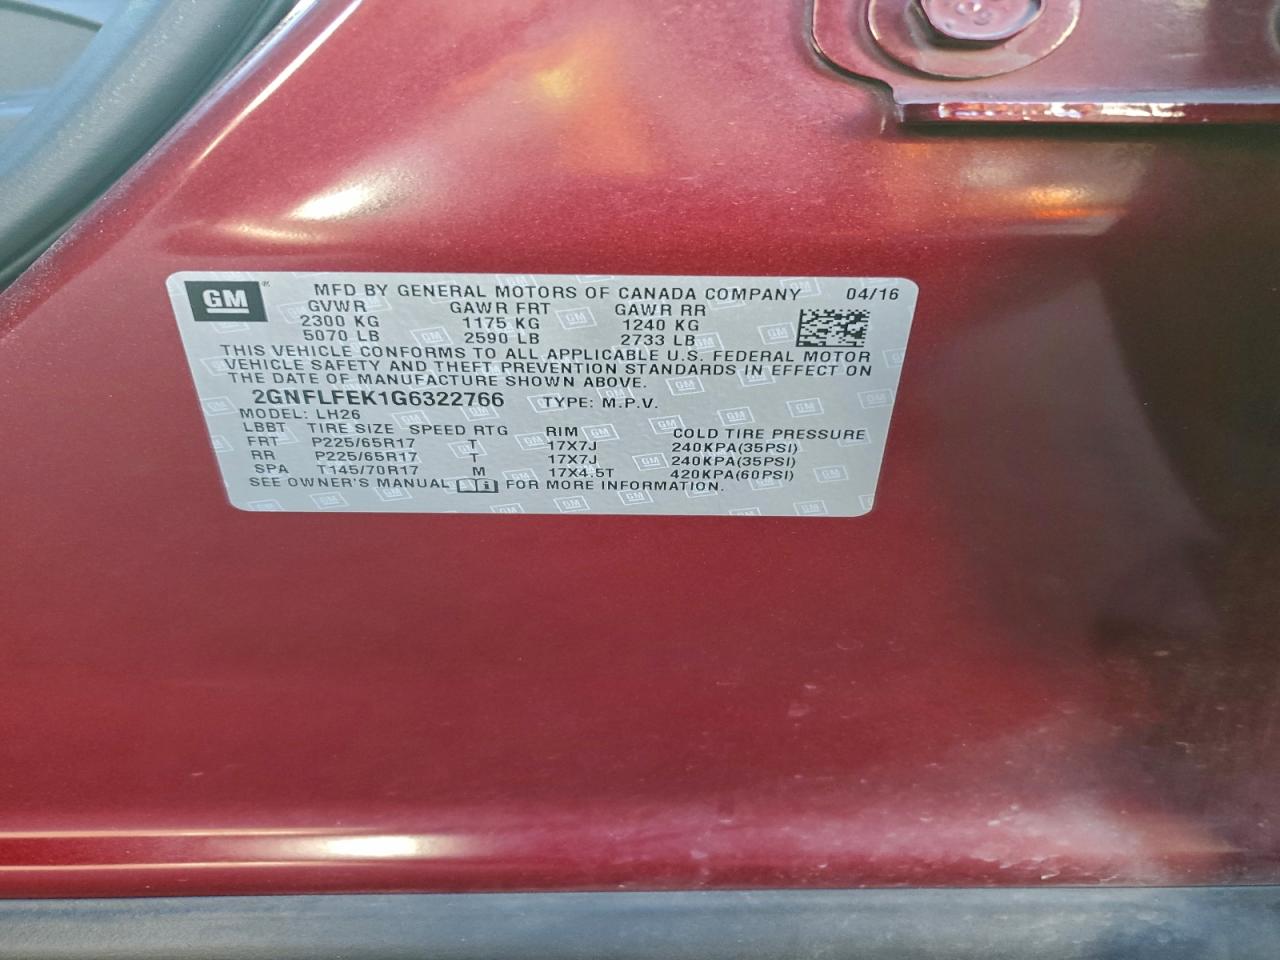 GM ® MFD BY GENERAL MOTORS OF CANADA COMPANY 04/16
GVWR GAWR FRT GAWR RR
2300 KG 1175 KG 1240 KG
5070 LB 2590 LB 2733 LB
THIS VEHICLE CONFORMS TO ALL APPLICABLE U.S. FEDERAL MOTOR
VEHICLE SAFETY AND THEFT PREVENTION STANDARDS IN EFFECT ON
THE DATE OF MANUFACTURE SHOWN ABOVE.
2GNFLFEK1G6322766 TYPE: M.P.V.
MODEL: LH26
LBBT TIRE SIZE SPEED RTG RIM COLD TIRE PRESSURE
FRT P225/65R17 T 17X7J 240KPA(35PSI)
RR P225/65R17 T 17X7J 240KPA(35PSI)
SPA T145/70R17 M 17X4.5T 420KPA(60PSI)
SEE OWNER'S MANUAL FOR MORE INFORMATION.